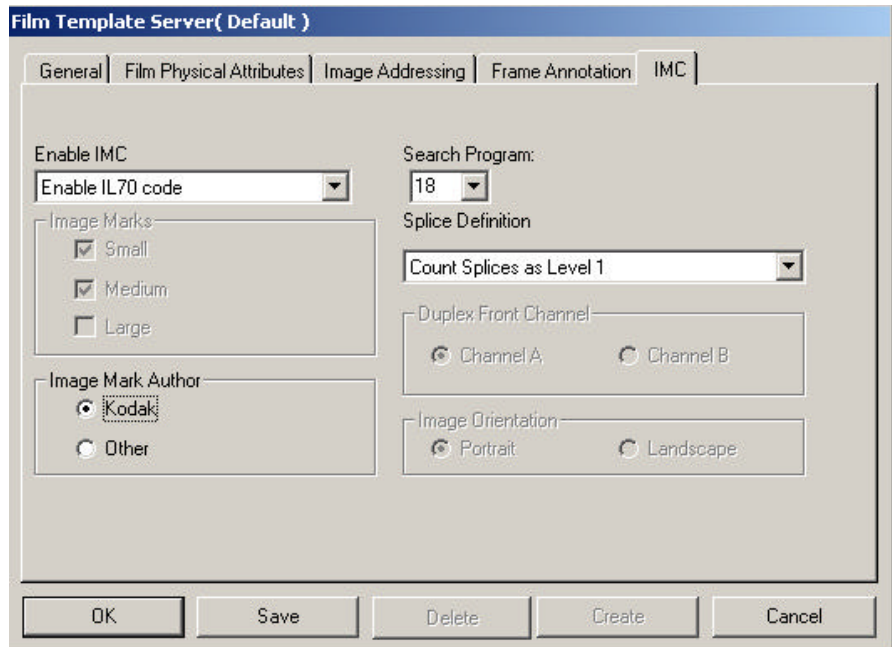 Film Template Server( Default )
General Film Physical Attributes Image Addressing Frame Annotation IMC
Enable IMC
Enable IL70 code
Image Marks
Small
Medium
Large
Image Mark Author
Kodak
Other
Search Program:
18
Splice Definition
Count Splices as Level 1
Duplex Front Channel
Channel A Channel B
Image Orientation
Portrait Landscape
OK Save Delete Create Cancel